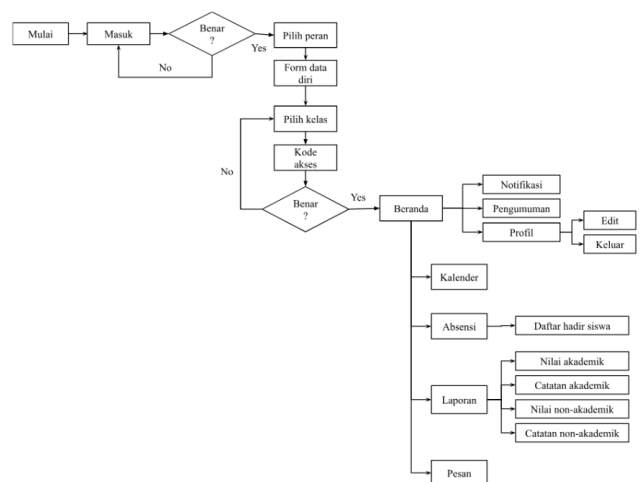 Mulai
Masuk
Benar
?
Yes
No
Pilih peran
Form data
diri
Pilih kelas
Kode
akses
No
Benar
?
Yes
Beranda
Notifikasi
Pengumuman
Profil
Edit
Keluar
Kalender
Absensi
Daftar hadir siswa
Laporan
Nilai akademik
Catatan akademik
Nilai non-akademik
Catatan non-akademik
Pesan